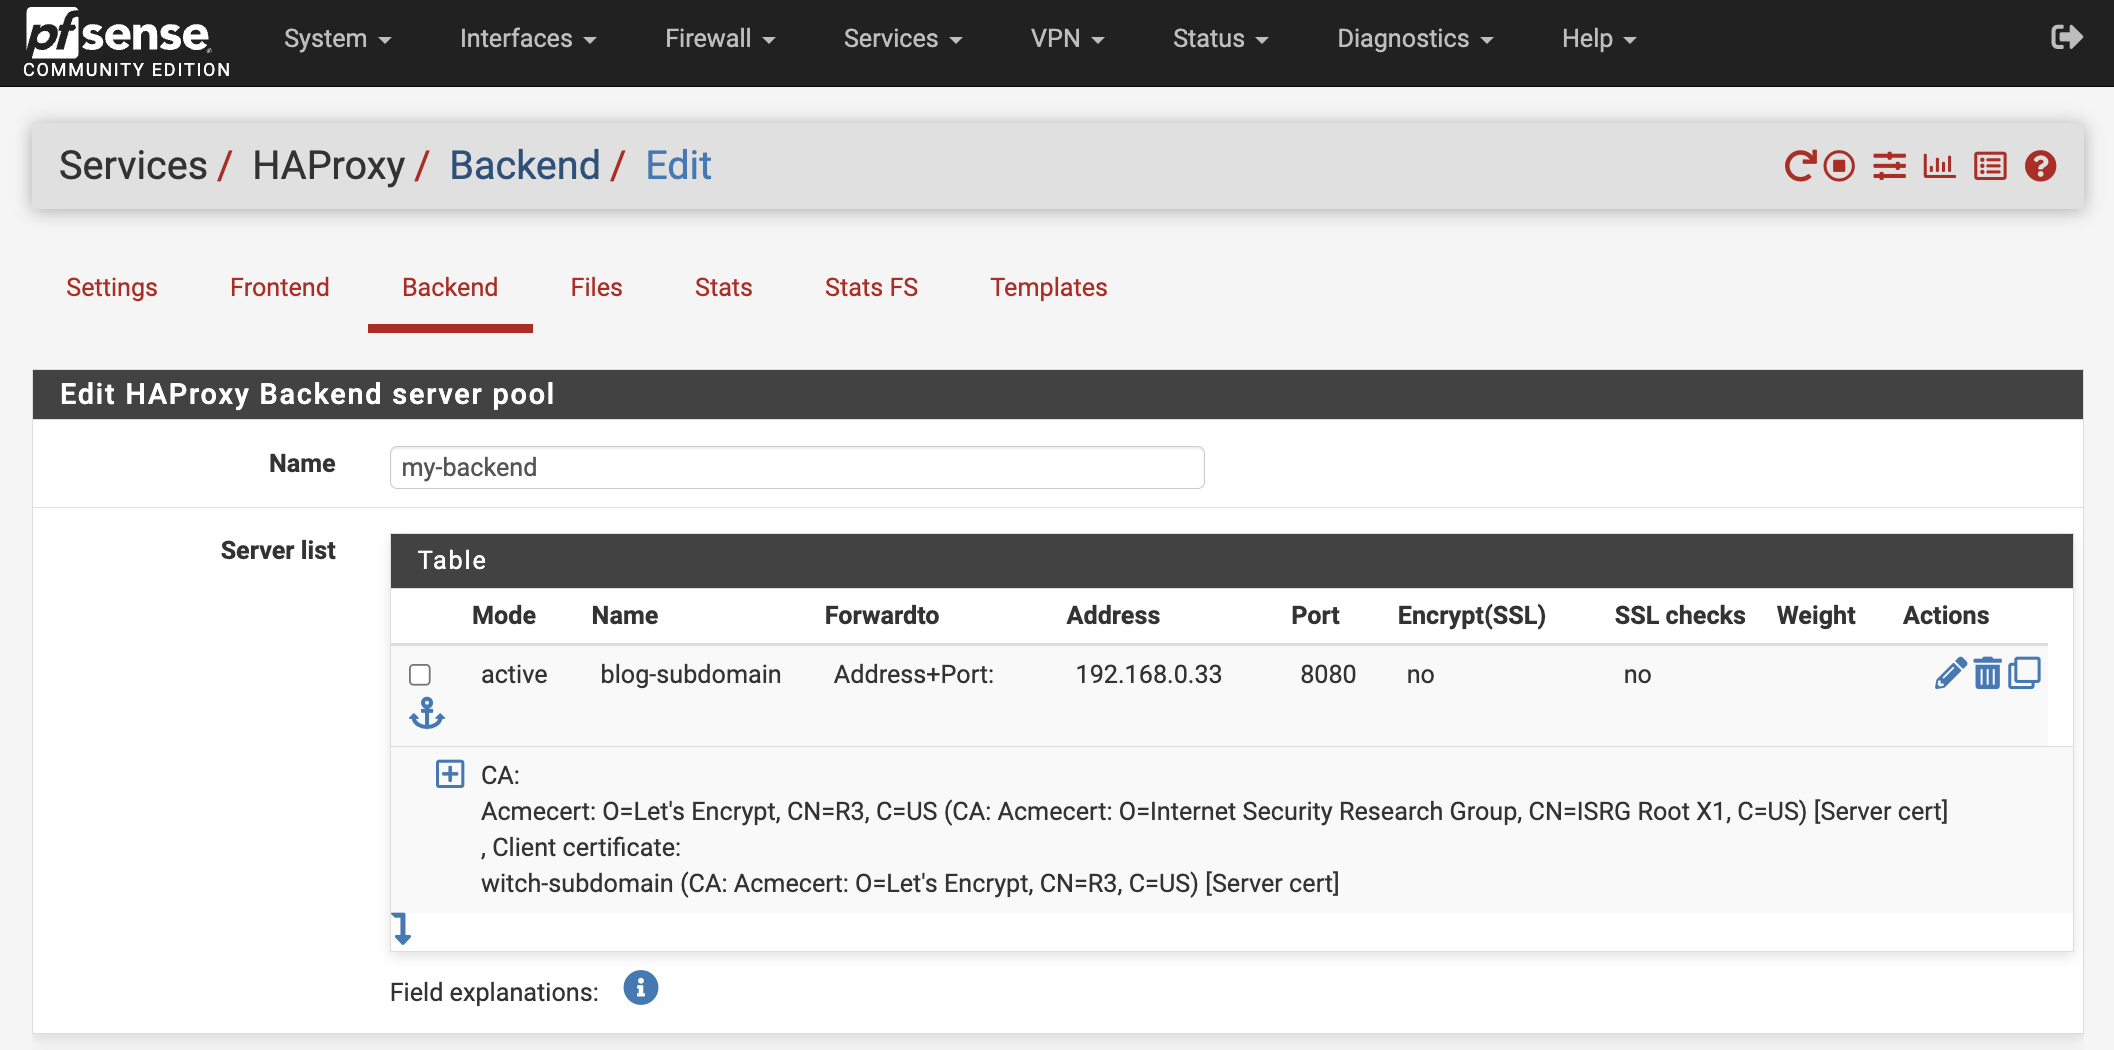 pfsense
COMMUNITY EDITION
System Interfaces Firewall Services VPN Status Diagnostics Help
Services / HAProxy / Backend / Edit
Settings Frontend Backend Files Stats Stats FS Templates
Edit HAProxy Backend server pool
Name my-backend
Server list
Table
Mode Name Forwardto Address Port Encrypt(SSL) SSL checks Weight Actions
active blog-subdomain Address+Port: 192.168.0.33 8080 no no
CA:
Acmecert: O=Let's Encrypt, CN=R3, C=US (CA: Acmecert: O=Internet Security Research Group, CN=ISRG Root X1, C=US) [Server cert]
, Client certificate:
witch-subdomain (CA: Acmecert: O=Let's Encrypt, CN=R3, C=US) [Server cert]
Field explanations: